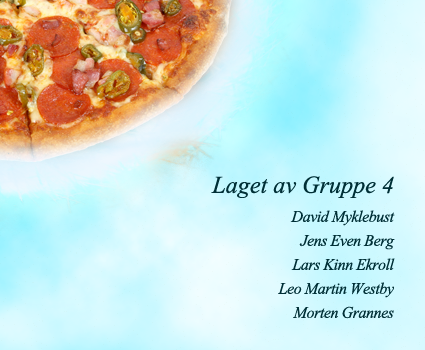 Laget av Gruppe 4
David Myklebust
Jens Even Berg
Lars Kinn Ekroll
Leo Martin Westby
Morten Grannes